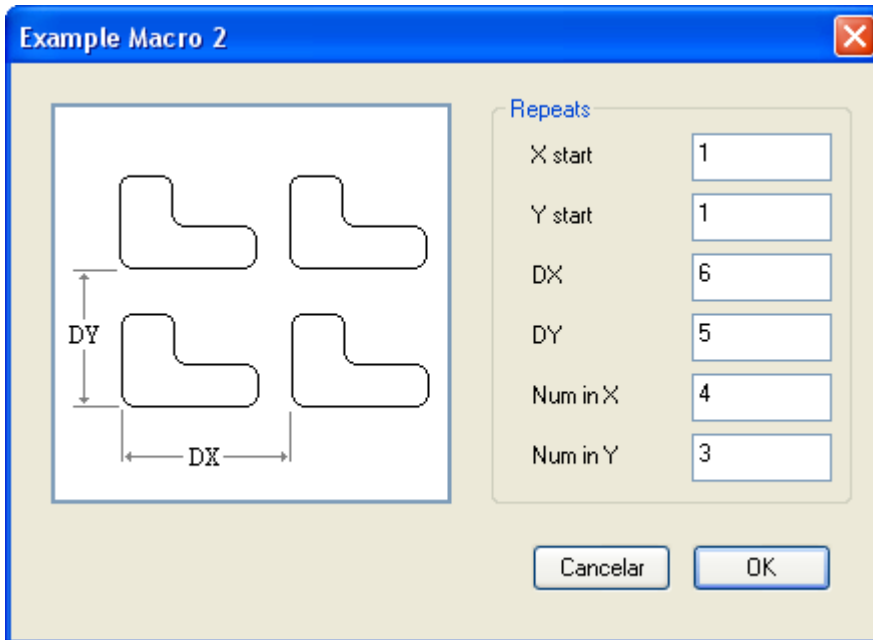 Example Macro 2
DY
DX
Repeats
X start 1
Y start 1
DX 6
DY 5
Num in X 4
Num in Y 3
Cancelar OK